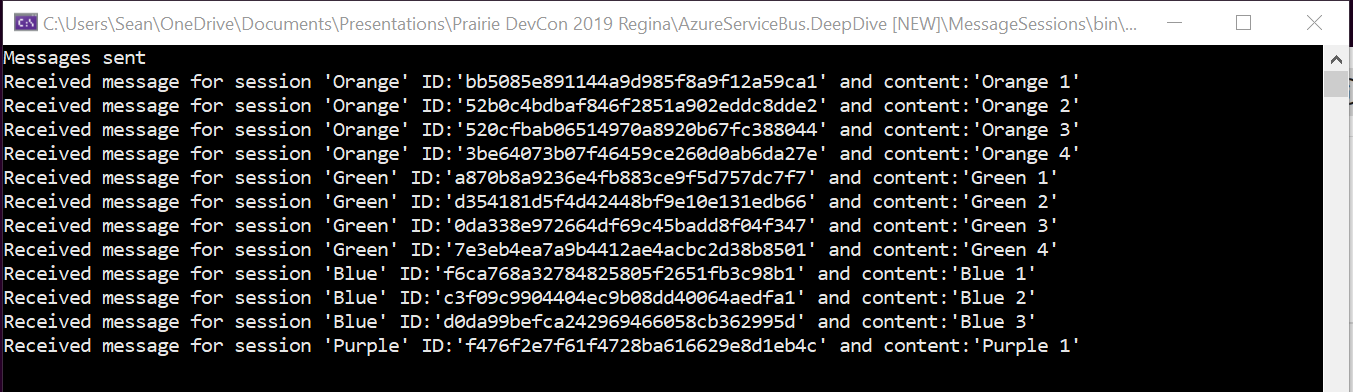 C:\Users\Sean\OneDrive\Documents\Presentations\Prairie DevCon 2019 Regina\AzureServiceBus.DeepDive [NEW]\MessageSessions\bin\...
Messages sent
Received message for session 'Orange' ID:'bb5085e891144a9d985f8a9f12a59ca1' and content:'Orange 1'
Received message for session 'Orange' ID:'52b0c4bdbaf846f2851a902eddc8dde2' and content:'Orange 2'
Received message for session 'Orange' ID:'520cfbab06514970a8920b67fc388044' and content:'Orange 3'
Received message for session 'Orange' ID:'3be64073b07f46459ce260d0ab6da27e' and content:'Orange 4'
Received message for session 'Green' ID:'a870b8a9236e4fb883ce9f5d757dc7f7' and content:'Green 1'
Received message for session 'Green' ID:'d354181d5f4d42448bf9e10e131edb66' and content:'Green 2'
Received message for session 'Green' ID:'0da338e972664df69c45badd8f04f347' and content:'Green 3'
Received message for session 'Green' ID:'7e3eb4ea7a9b4412ae4acbc2d38b8501' and content:'Green 4'
Received message for session 'Blue' ID:'f6ca768a32784825805f2651fb3c98b1' and content:'Blue 1'
Received message for session 'Blue' ID:'c3f09c9904404ec9b08dd40064aedfa1' and content:'Blue 2'
Received message for session 'Blue' ID:'d0da99befca242969466058cb362995d' and content:'Blue 3'
Received message for session 'Purple' ID:'f476f2e7f61f4728ba616629e8d1eb4c' and content:'Purple 1'